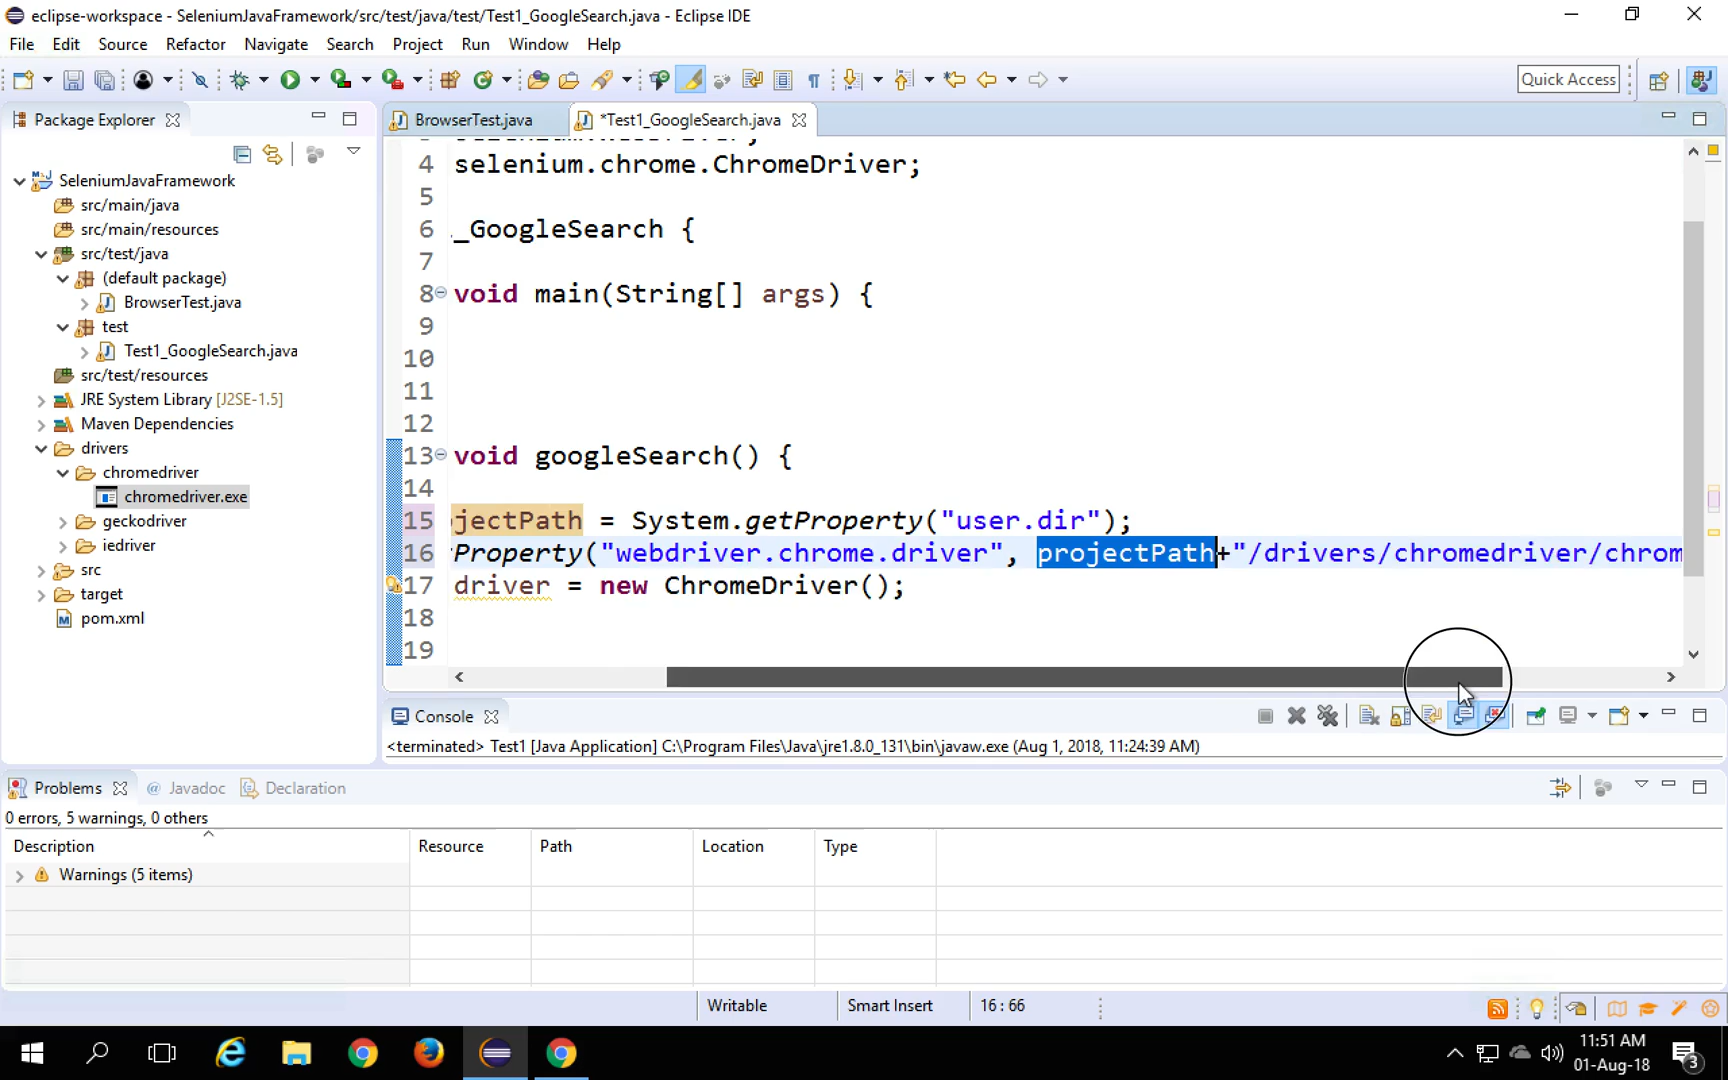 eclipse-workspace - SeleniumJavaFramework/src/test/java/test/Test1_GoogleSearch.java - Eclipse IDE
File Edit Source Refactor Navigate Search Project Run Window Help
Quick Access
Package Explorer
BrowserTest.java
*Test1_GoogleSearch.java
SeleniumJavaFramework
src/main/java
src/main/resources
src/test/java
(default package)
BrowserTest.java
test
Test1_GoogleSearch.java
src/test/resources
JRE System Library [J2SE-1.5]
Maven Dependencies
drivers
chromedriver
chromedriver.exe
geckodriver
iedriver
src
target
pom.xml
4 selenium.chrome.ChromeDriver;
5
6 _GoogleSearch {
7
8 void main(String[] args) {
9
10
11
12
13 void googleSearch() {
14
15 jectPath = System.getProperty("user.dir");
16 Property("webdriver.chrome.driver", projectPath+"/drivers/chromedriver/chrom
17 driver = new ChromeDriver();
18
19
Console
<terminated> Test1 [Java Application] C:\Program Files\Java\jre1.8.0_131\bin\javaw.exe (Aug 1, 2018, 11:24:39 AM)
Problems @ Javadoc Declaration
0 errors, 5 warnings, 0 others
Description Resource Path Location Type
Warnings (5 items)
Writable Smart Insert 16 : 66
11:51 AM
01-Aug-18
3